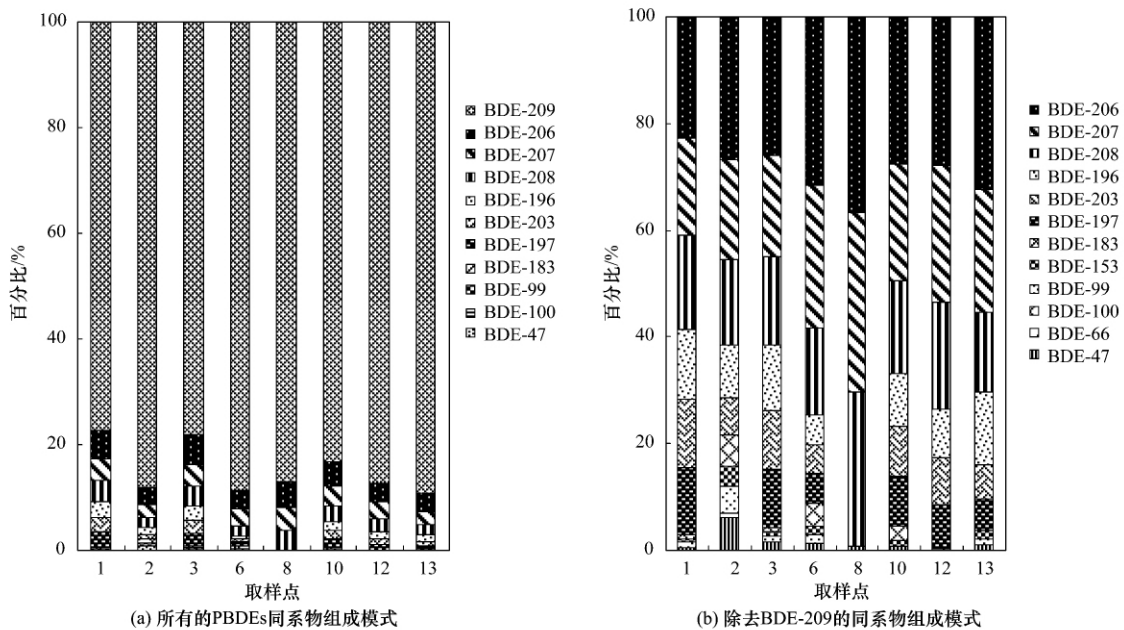 100
80
60
40
20
0
百分比/%
1 2 3 6 8 10 12 13
取样点
BDE-209
BDE-206
BDE-207
BDE-208
BDE-196
BDE-203
BDE-197
BDE-183
BDE-99
BDE-100
BDE-47
(a) 所有的PBDEs同系物组成模式
100
80
60
40
20
0
百分比/%
1 2 3 6 8 10 12 13
取样点
BDE-206
BDE-207
BDE-208
BDE-196
BDE-203
BDE-197
BDE-183
BDE-153
BDE-99
BDE-100
BDE-66
BDE-47
(b) 除去BDE-209的同系物组成模式